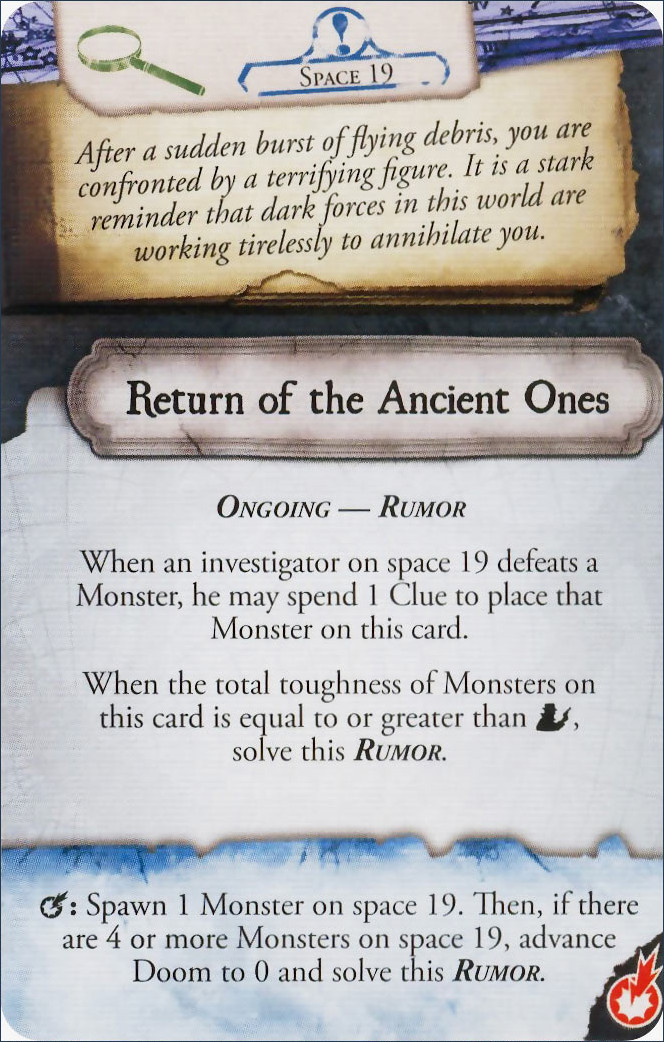 Space 19
After a sudden burst of flying debris, you are
confronted by a terrifying figure. It is a stark
reminder that dark forces in this world are
working tirelessly to annihilate you.
Return of the Ancient Ones
Ongoing — Rumor
When an investigator on space 19 defeats a
Monster, he may spend 1 Clue to place that
Monster on this card.
When the total toughness of Monsters on
this card is equal to or greater than ,
solve this Rumor.
: Spawn 1 Monster on space 19. Then, if there
are 4 or more Monsters on space 19, advance
Doom to 0 and solve this Rumor.